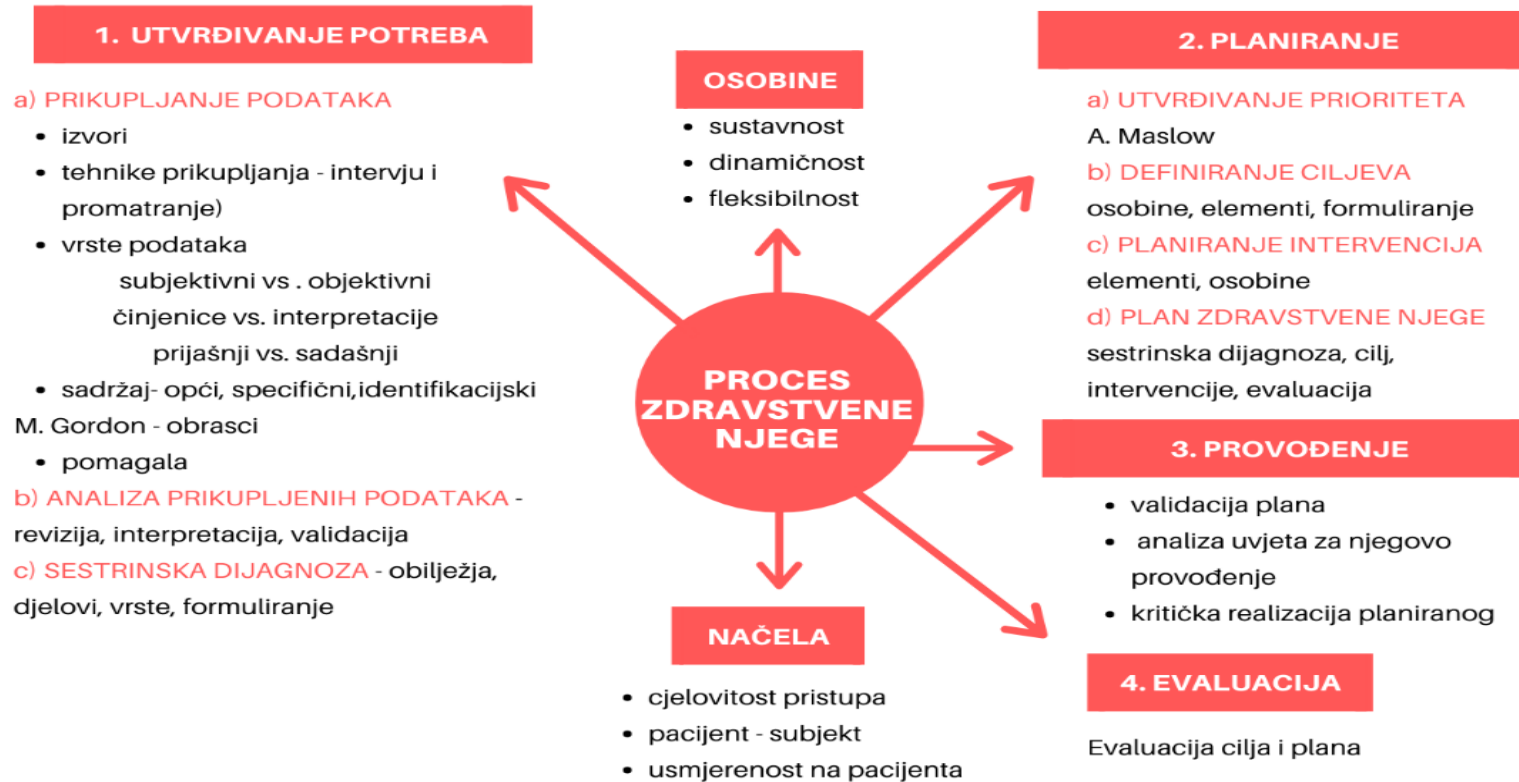 1. UTVRĐIVANJE POTREBA
a) PRIKUPLJANJE PODATAKA
• izvori
• tehnike prikupljanja - intervju i
promatranje)
• vrste podataka
subjektivni vs . objektivni
činjenice vs. interpretacije
prijašnji vs. sadašnji
• sadržaj- opći, specifični,identifikacijski
M. Gordon - obrasci
• pomagala
b) ANALIZA PRIKUPLJENIH PODATAKA -
revizija, interpretacija, validacija
c) SESTRINSKA DIJAGNOZA - obilježja,
djelovi, vrste, formuliranje
OSOBINE
• sustavnost
• dinamičnost
• fleksibilnost
PROCES
ZDRAVSTVENE
NJEGE
NAČELA
• cjelovitost pristupa
• pacijent - subjekt
• usmjerenost na pacijenta
2. PLANIRANJE
a) UTVRĐIVANJE PRIORITETA
A. Maslow
b) DEFINIRANJE CILJEVA
osobine, elementi, formuliranje
c) PLANIRANJE INTERVENCIJA
elementi, osobine
d) PLAN ZDRAVSTVENE NJEGE
sestrinska dijagnoza, cilj,
intervencije, evaluacija
3. PROVOĐENJE
• validacija plana
• analiza uvjeta za njegovo
provođenje
• kritička realizacija planiranog
4. EVALUACIJA
Evaluacija cilja i plana